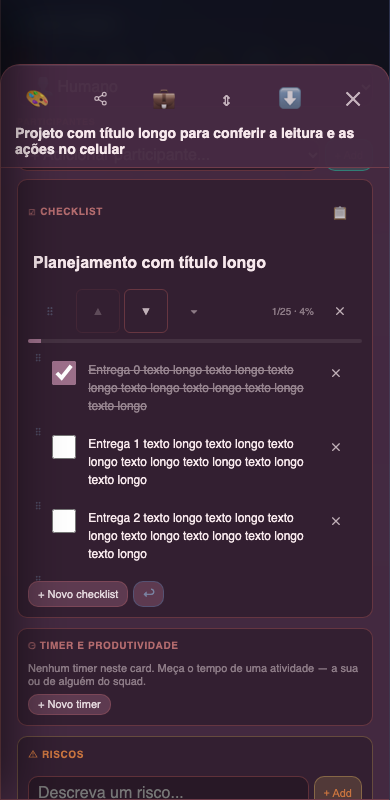 Humano
Projeto com título longo para conferir a leitura e as
ações no celular
participante...
CHECKLIST
Planejamento com título longo
1/25 · 4%
Entrega 0 texto longo texto longo texto
longo texto longo texto longo texto longo
texto longo
Entrega 1 texto longo texto longo texto
longo texto longo texto longo texto longo
texto longo
Entrega 2 texto longo texto longo texto
longo texto longo texto longo texto longo
texto longo
+ Novo checklist
TIMER E PRODUTIVIDADE
Nenhum timer neste card. Meça o tempo de uma atividade — a sua
ou de alguém do squad.
+ Novo timer
RISCOS
Descreva um risco...
+ Add